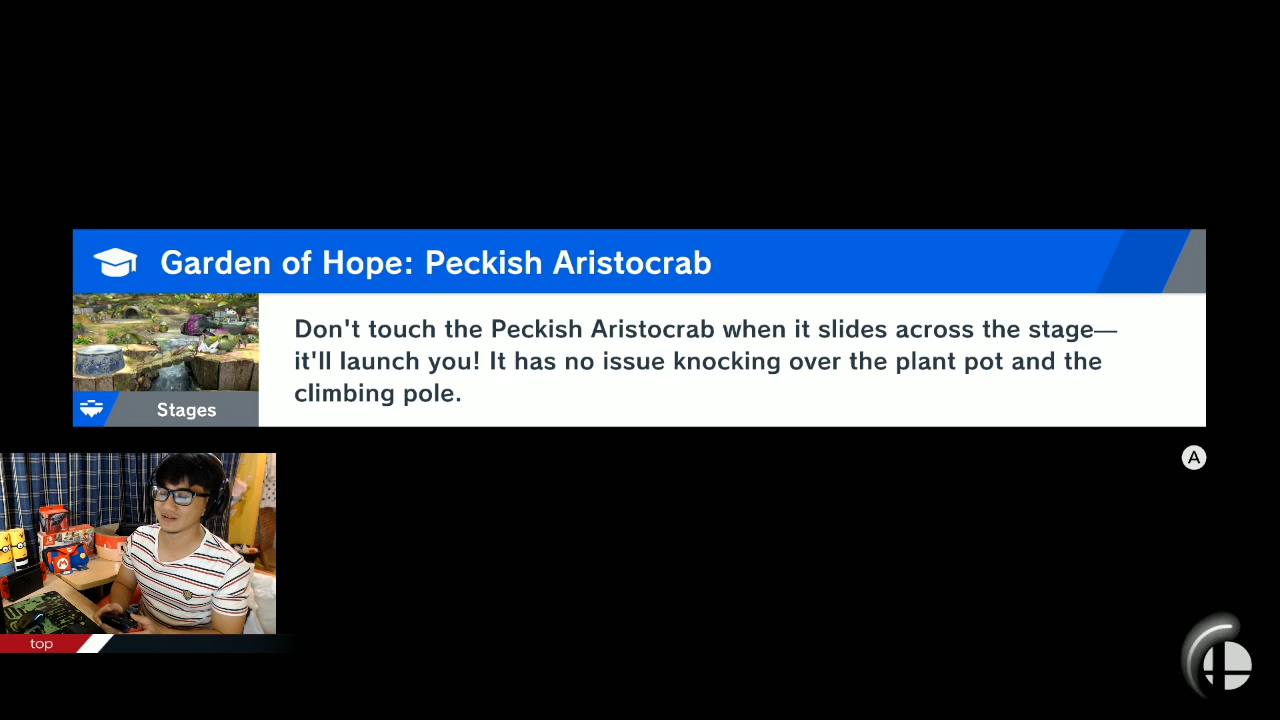 Garden of Hope: Peckish Aristocrab
Don't touch the Peckish Aristocrab when it slides across the stage—
it'll launch you! It has no issue knocking over the plant pot and the
climbing pole.
Stages
A
top